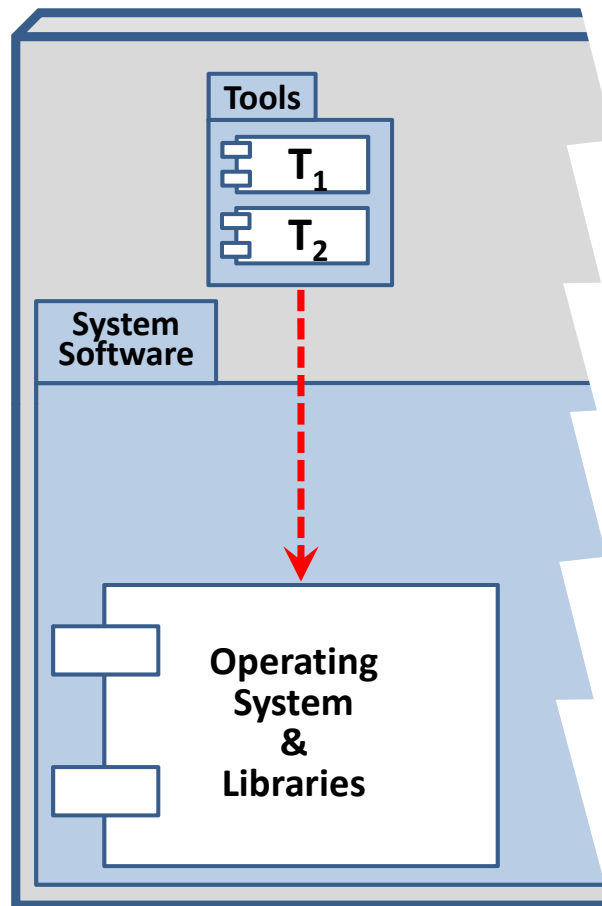 Tools
T₁
T₂
System
Software
Operating
System
&
Libraries